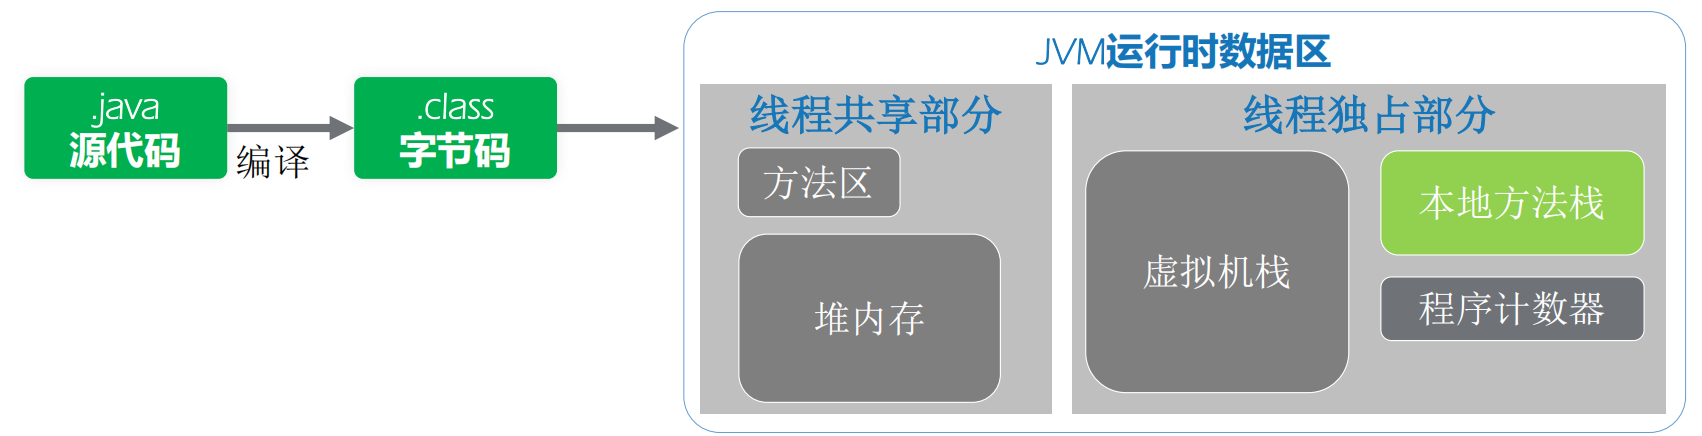 .java
源代码
编译
.class
字节码
JVM运行时数据区
线程共享部分
方法区
堆内存
线程独占部分
虚拟机栈
本地方法栈
程序计数器